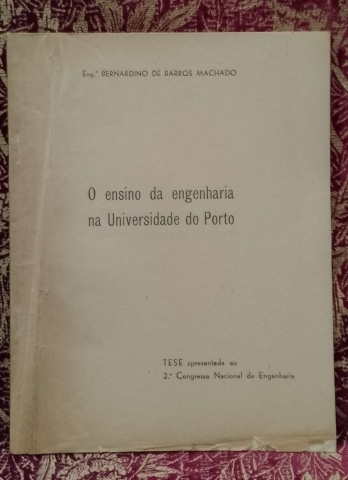 Eng.º BERNARDINO DE BARROS MACHADO
O ensino da engenharia
na Universidade do Porto
TESE apresentada ao
2.º Congresso Nacional de Engenharia